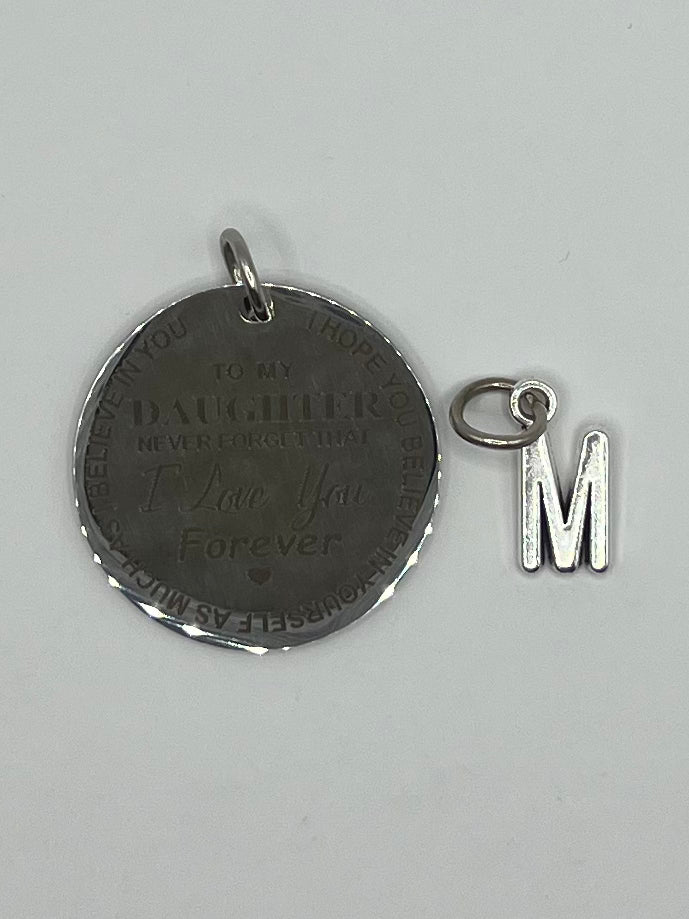 TO MY
DAUGHTER
NEVER FORGET THAT
I Love You
Forever
I HOPE YOU BELIEVE IN YOURSELF AS MUCH AS I BELIEVE IN YOU
M